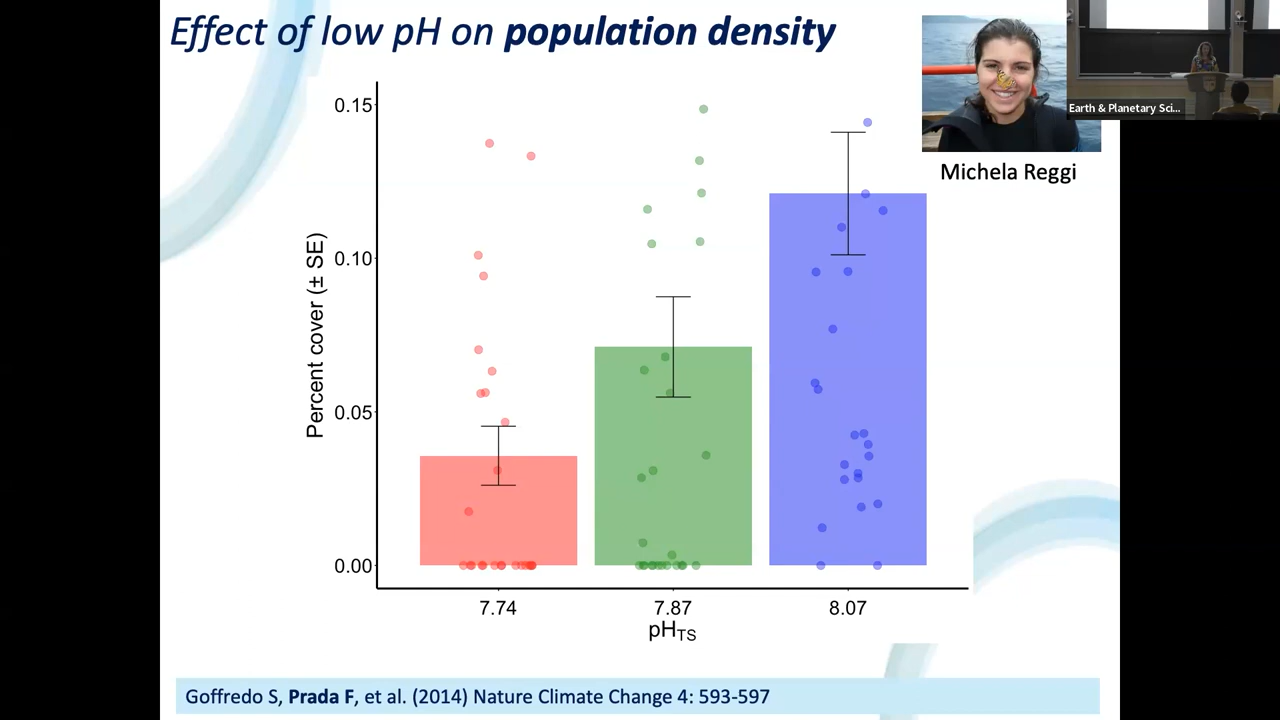 Effect of low pH on population density
Earth & Planetary Sci...
Michela Reggi
Percent cover (± SE)
0.15
0.10
0.05
0.00
7.74 7.87 8.07
pHTS
Goffredo S, Prada F, et al. (2014) Nature Climate Change 4: 593-597